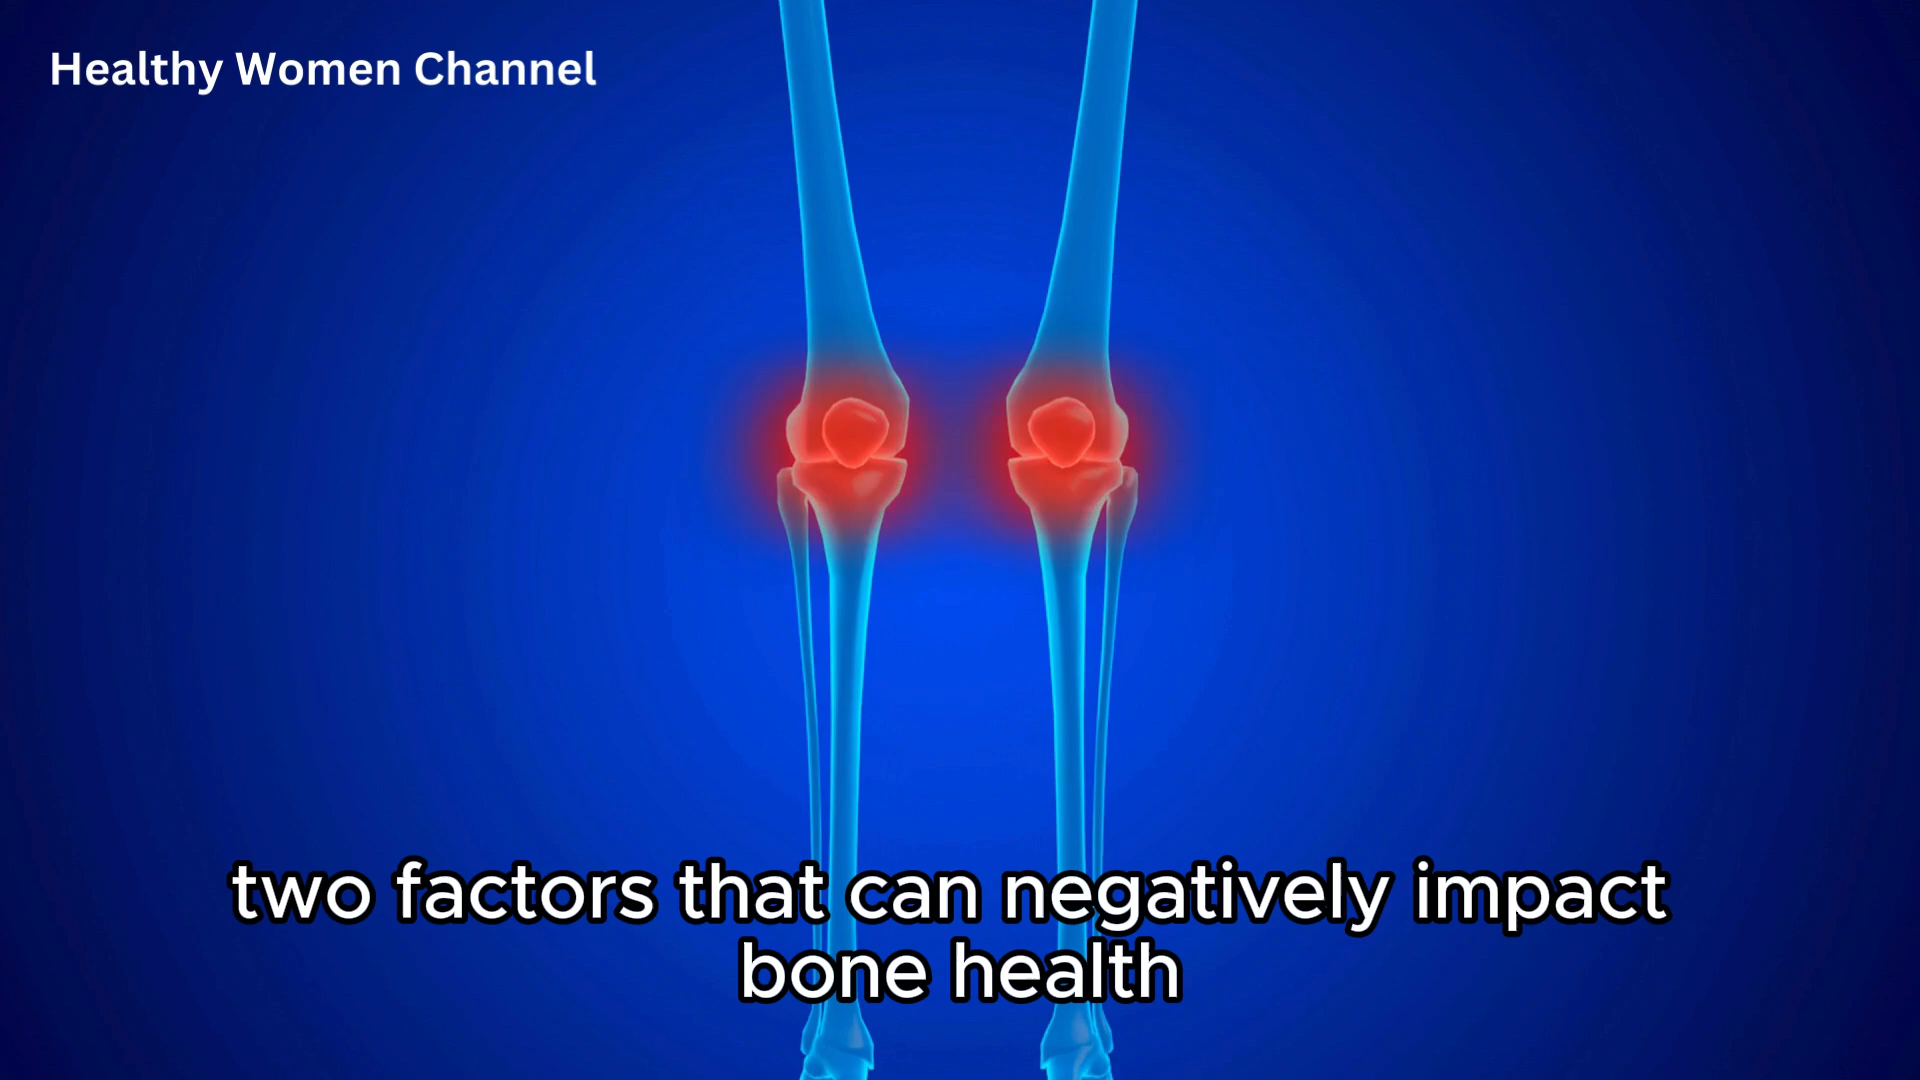 Healthy Women Channel
two factors that can negatively impact
bone health